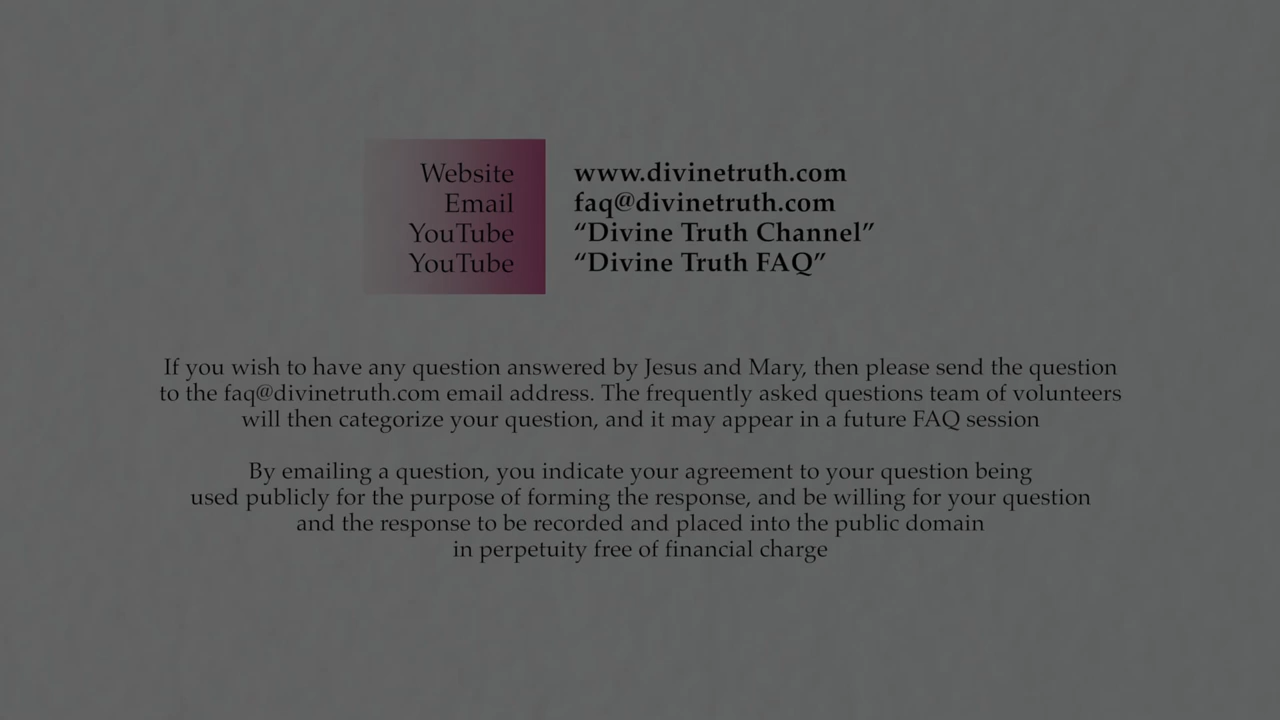 Website www.divinetruth.com
Email faq@divinetruth.com
YouTube “Divine Truth Channel”
YouTube “Divine Truth FAQ”
If you wish to have any question answered by Jesus and Mary, then please send the question
to the faq@divinetruth.com email address. The frequently asked questions team of volunteers
will then categorize your question, and it may appear in a future FAQ session
By emailing a question, you indicate your agreement to your question being
used publicly for the purpose of forming the response, and be willing for your question
and the response to be recorded and placed into the public domain
in perpetuity free of financial charge